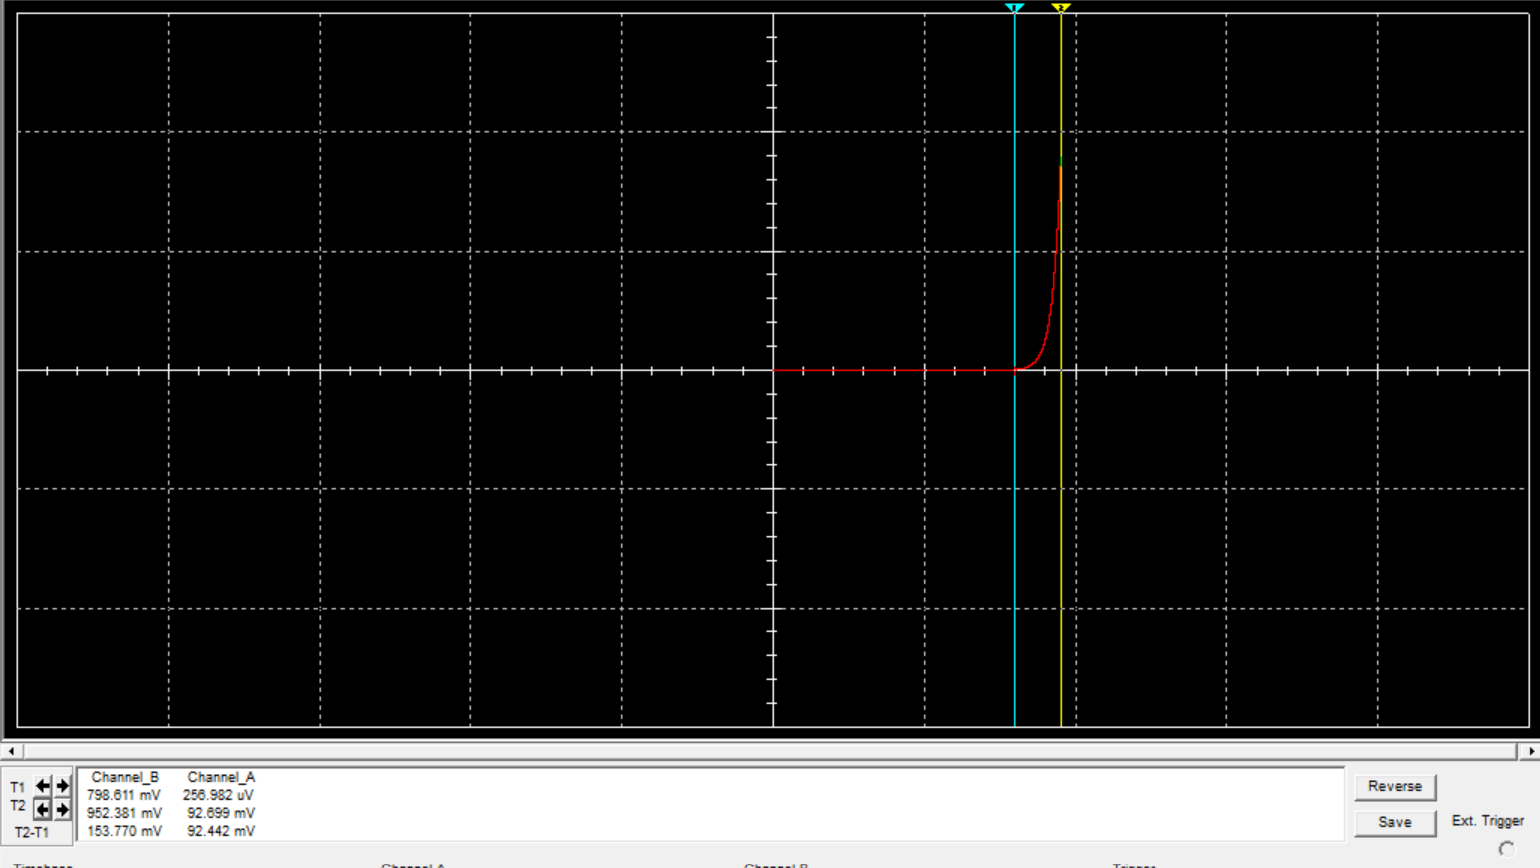 1 2
Channel_B Channel_A
T1 798.611 mV 256.982 uV
T2 952.381 mV 92.699 mV
T2-T1 153.770 mV 92.442 mV
Reverse
Save
Ext. Trigger
Timebase Channel A Channel B Trigger